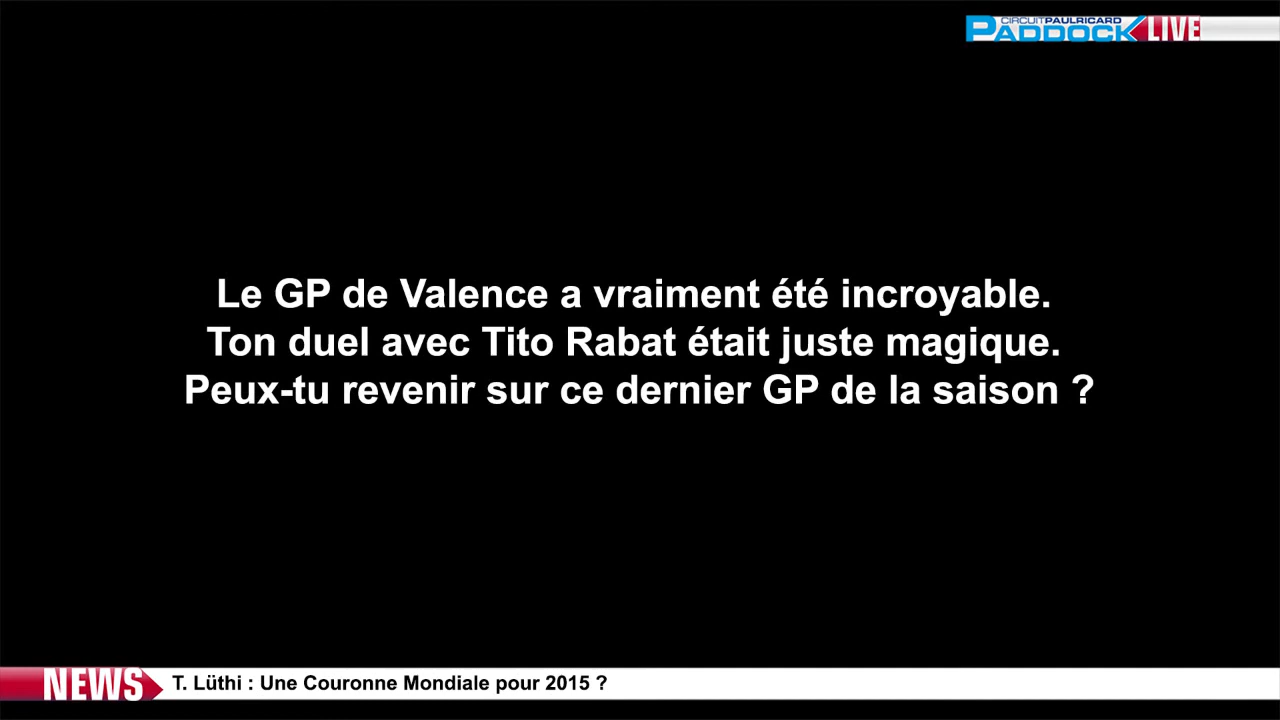 CIRCUITPAULRICARD
PADDOCK LIVE
Le GP de Valence a vraiment été incroyable.
Ton duel avec Tito Rabat était juste magique.
Peux-tu revenir sur ce dernier GP de la saison ?
NEWS T. Lüthi : Une Couronne Mondiale pour 2015 ?